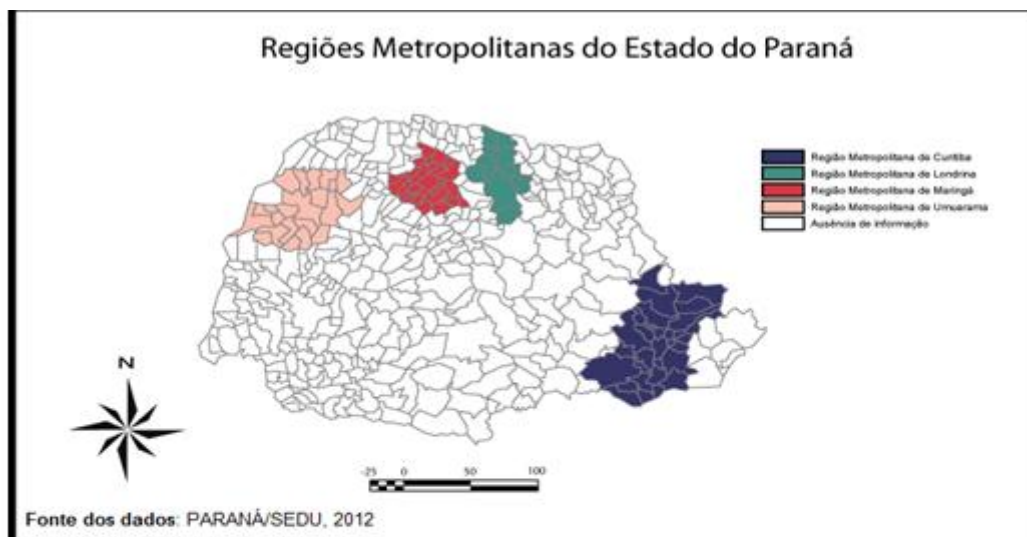 Regiões Metropolitanas do Estado do Paraná
Região Metropolitana de Curitiba
Região Metropolitana de Londrina
Região Metropolitana de Maringá
Região Metropolitana de Umuarama
Ausência de informação
N
-25 0 50 100
Fonte dos dados: PARANÁ/SEDU, 2012